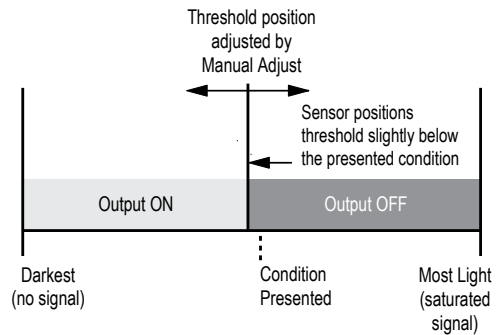 Threshold position
adjusted by
Manual Adjust
Sensor positions
threshold slightly below
the presented condition
Output ON
Output OFF
Darkest
(no signal)
Condition
Presented
Most Light
(saturated
signal)